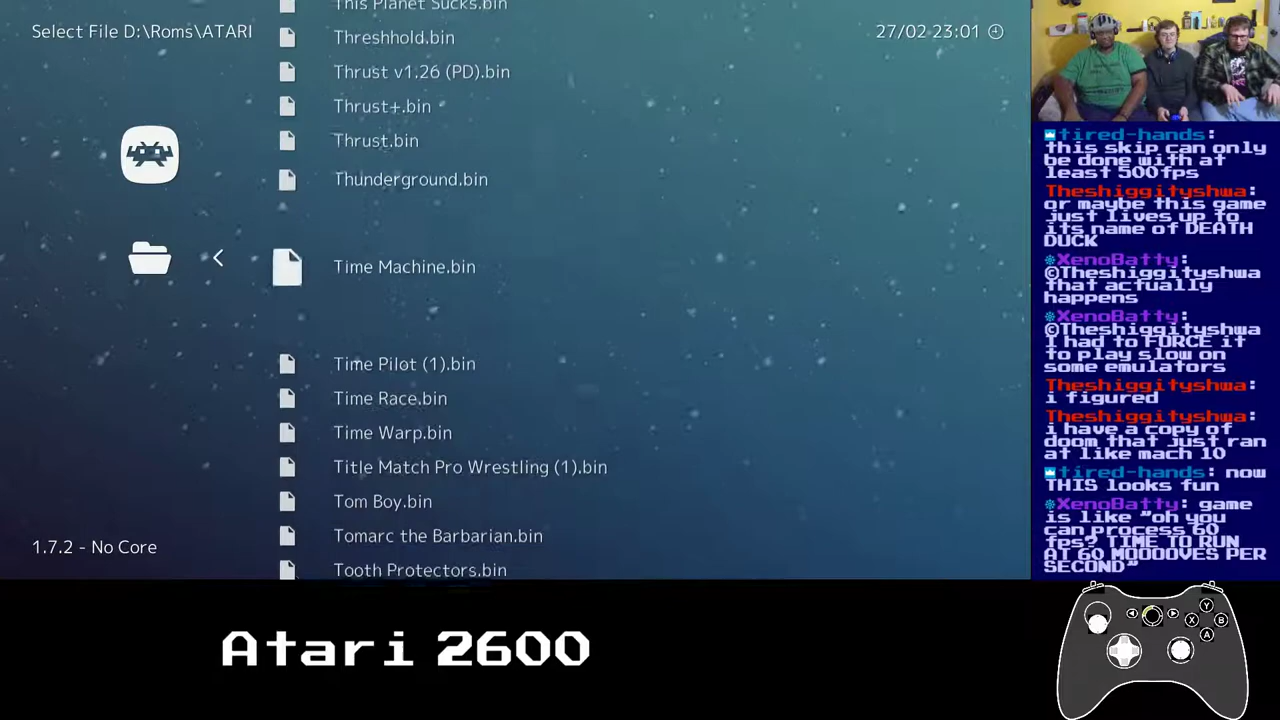 This Planet Sucks.bin
Select File D:\Roms\ATARI
27/02 23:01
Threshhold.bin
Thrust v1.26 (PD).bin
Thrust+.bin
Thrust.bin
Thunderground.bin
Time Machine.bin
Time Pilot (1).bin
Time Race.bin
Time Warp.bin
Title Match Pro Wrestling (1).bin
Tom Boy.bin
Tomarc the Barbarian.bin
Tooth Protectors.bin
1.7.2 - No Core
tired-hands:
this skip can only
be done with at
least 500fps
Theshiggityshwa:
or maybe this game
just lives up to
its name of DEATH
DUCK
XenoBatty:
@Theshiggityshwa
that actually
happens
XenoBatty:
@Theshiggityshwa
I had to FORCE it
to play slow on
some emulators
Theshiggityshwa:
i figured
Theshiggityshwa:
i have a copy of
doom that just ran
at like mach 10
tired-hands: now
THIS looks fun
XenoBatty: game
is like "oh you
can process 60
fps? TIME TO RUN
AT 60 MOOOOVES PER
SECOND"
Atari 2600
Y
X
B
A